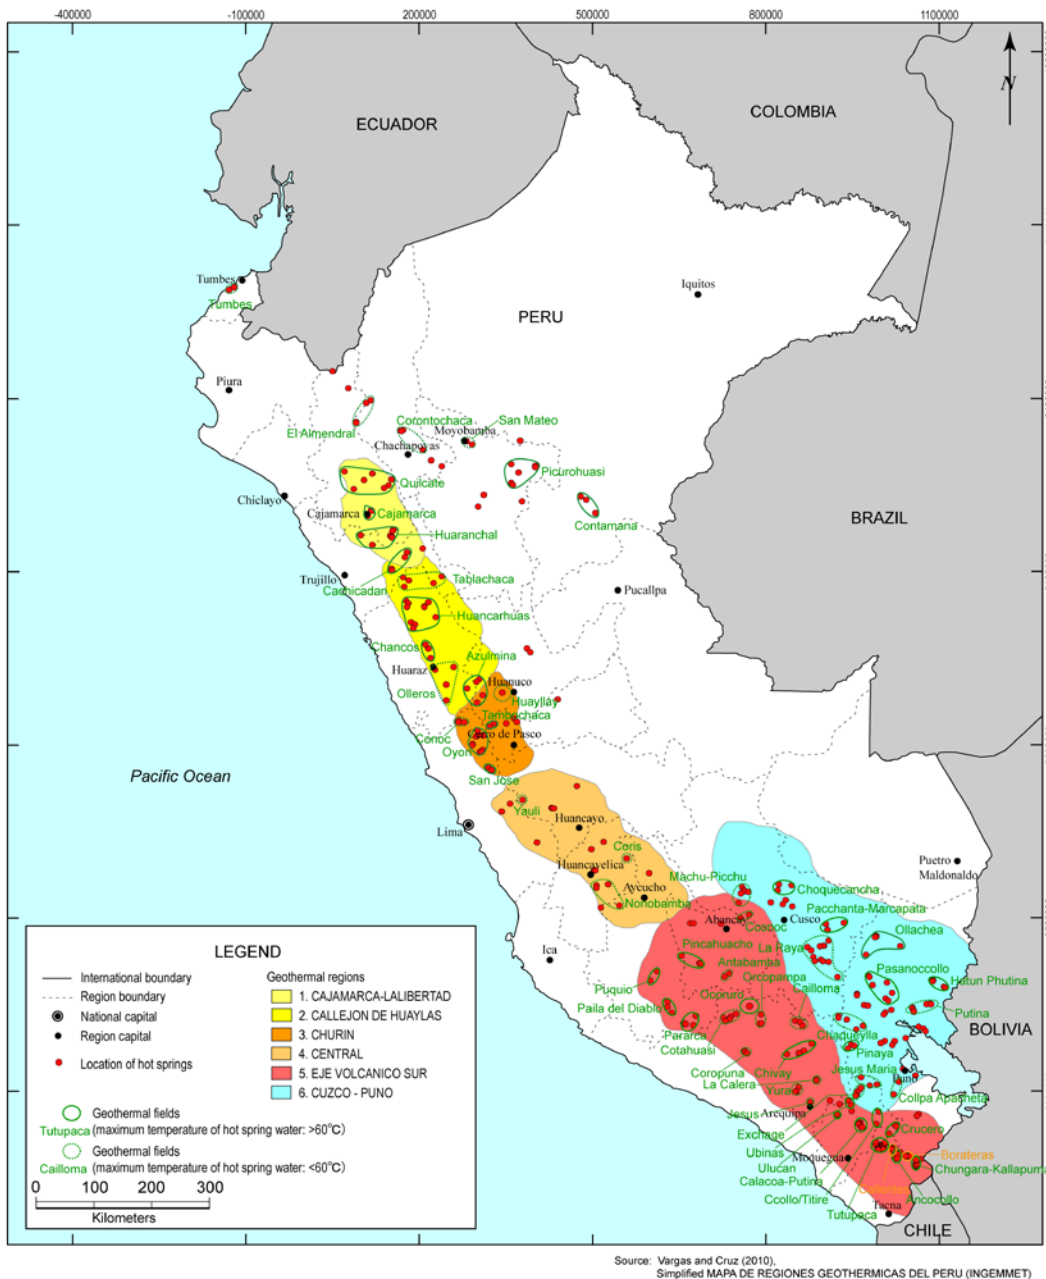 -400000
-100000
200000
500000
800000
1100000
N
COLOMBIA
ECUADOR
Tumbes
Tumbes
Iquitos
PERU
Piura
El Almendral
Corontochaca
San Mateo
Moyobamba
Chachapoyas
Picurohuasi
Quilcate
Chiclayo
Cajamarca
Cajamarca
Contamana
BRAZIL
Huaranchal
Trujillo
Cachicadan
Tablachaca
Pucallpa
Huancarhuas
Chancos
Azulmina
Huaraz
Huanuco
Olleros
Huayllay
Tambochaca
Conoc
Cerro de Pasco
Oyon
San Jose
Pacific Ocean
Yauli
Huancayo
Lima
Coris
Huancavelica
Machu-Picchu
Puetro
Maldonaldo
Aycucho
Choquecancha
Nonobamba
Pacchanta-Marcapata
Abancay
Cusco
Ollachea
Ica
Pincahuacho
La Raya
Antabamba
Pasanoccollo
Orcopampa
Hatun Phutina
Puquio
Cailloma
Ocoruro
Paila del Diablo
Putina
Pararca
Chaqueylla
BOLIVIA
Cotahuasi
Pinaya
Coropuna
Chivay
Jesus Maria
Puno
La Calera
Yura
Collpa Apacheta
Jesus
Arequipa
Exchage
Crucero
Ubinas
Ulucan
Moquegua
Borateras
Calacoa-Putina
Chungara-Kallapuma
Ccollo/Titire
Calientes
Ancocollo
Tutupaca
Tacna
CHILE
LEGEND
International boundary
Region boundary
National capital
Region capital
Location of hot springs
Geothermal regions
1. CAJAMARCA-LALIBERTAD
2. CALLEJON DE HUAYLAS
3. CHURIN
4. CENTRAL
5. EJE VOLCANICO SUR
6. CUZCO - PUNO
Geothermal fields
Tutupaca (maximum temperature of hot spring water: >60°C)
Geothermal fields
Cailloma (maximum temperature of hot spring water: <60°C)
0 100 200 300
Kilometers
Source: Vargas and Cruz (2010),
Simplified MAPA DE REGIONES GEOTHERMICAS DEL PERU (INGEMMET)